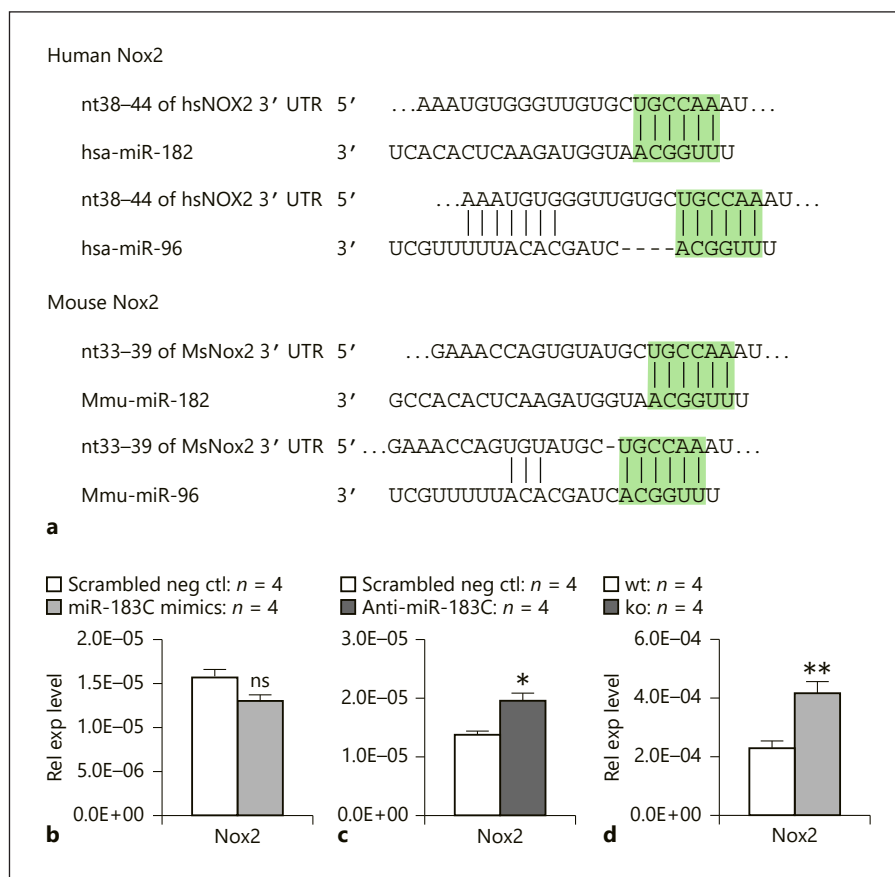 Human Nox2
nt38–44 of hsNOX2 3′ UTR 5′ ...AAAUGUGGGUUGUGCUGCCAAAU...
hsa-miR-182 3′ UCACACUCAAGAUGGUAACGGUUU
nt38–44 of hsNOX2 3′ UTR 5′ ...AAAUGUGGGUUGUGCUGCCAAAU...
hsa-miR-96 3′ UCGUUUUUACACGAUC----ACGGUUU
Mouse Nox2
nt33–39 of MsNox2 3′ UTR 5′ ...GAAACCAGUGUAUGCUGCCAAAU...
Mmu-miR-182 3′ GCCACACUCAAGAUGGUAACGGUUU
nt33–39 of MsNox2 3′ UTR 5′ ...GAAACCAGUGUAUGC-UGCCAAAU...
Mmu-miR-96 3′ UCGUUUUUACACGAUCACGGUUU
a
Scrambled neg ctl: n = 4
miR-183C mimics: n = 4
2.0E–05
1.5E–05
1.0E–05
5.0E–06
0.0E+00
Rel exp level
ns
Nox2
b
Scrambled neg ctl: n = 4
Anti-miR-183C: n = 4
3.0E–05
2.0E–05
1.0E–05
0.0E+00
Rel exp level
*
Nox2
c
wt: n = 4
ko: n = 4
6.0E–04
4.0E–04
2.0E–04
0.0E+00
Rel exp level
**
Nox2
d